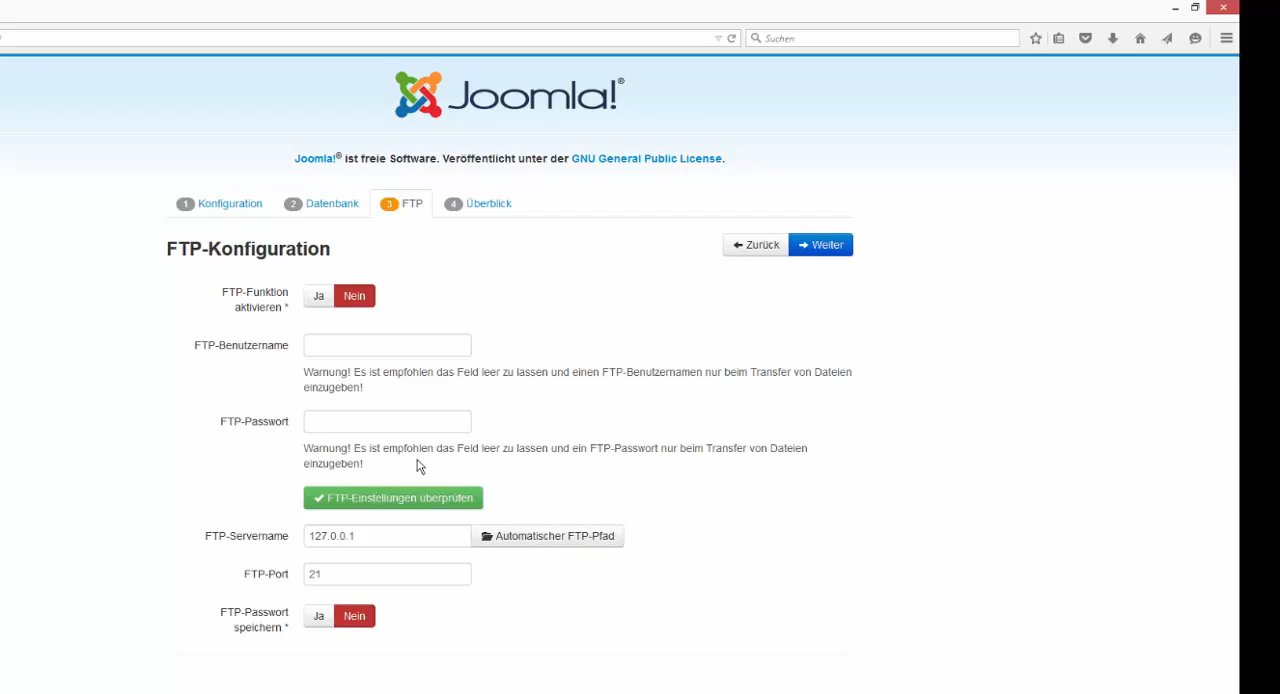 Suchen
Joomla!®
Joomla!® ist freie Software. Veröffentlicht unter der GNU General Public License.
1 Konfiguration 2 Datenbank 3 FTP 4 Überblick
FTP-Konfiguration
Zurück Weiter
FTP-Funktion
aktivieren *
Ja Nein
FTP-Benutzername
Warnung! Es ist empfohlen das Feld leer zu lassen und einen FTP-Benutzernamen nur beim Transfer von Dateien
einzugeben!
FTP-Passwort
Warnung! Es ist empfohlen das Feld leer zu lassen und ein FTP-Passwort nur beim Transfer von Dateien
einzugeben!
FTP-Einstellungen überprüfen
FTP-Servername 127.0.0.1 Automatischer FTP-Pfad
FTP-Port 21
FTP-Passwort
speichern *
Ja Nein